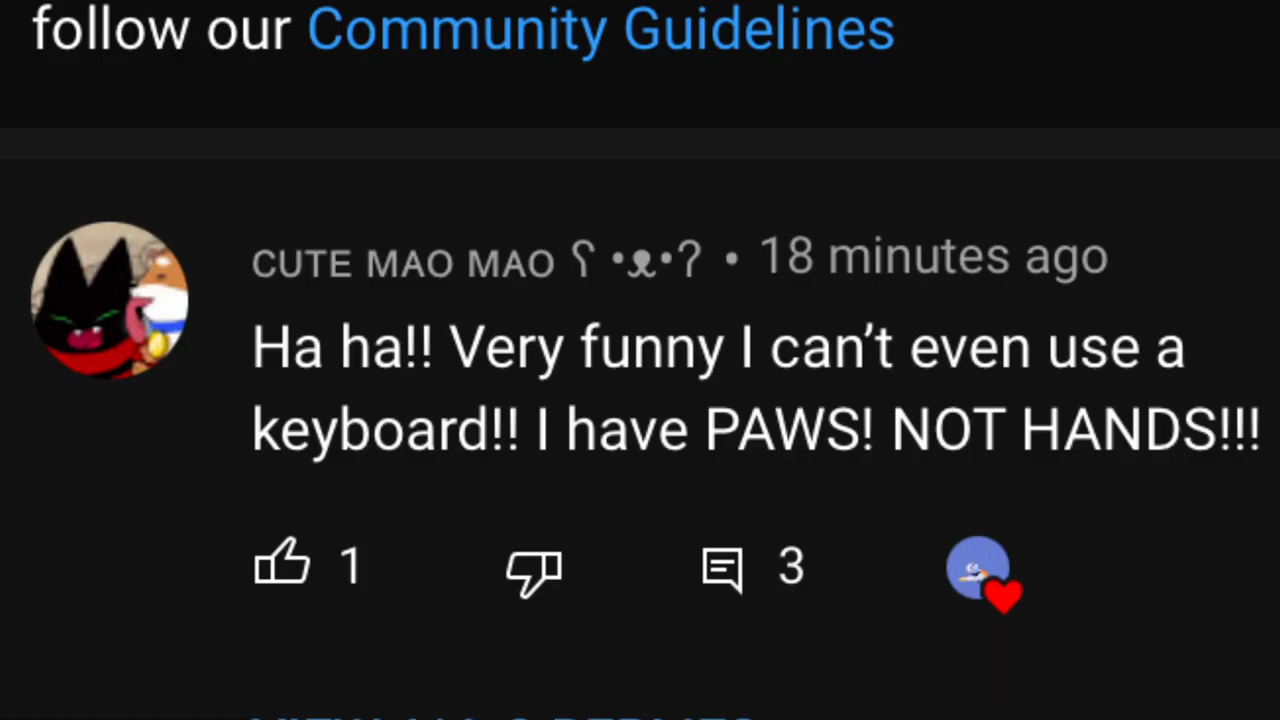 follow our Community Guidelines
CUTE MAO MAO ʕ •ᴥ•ʔ • 18 minutes ago
Ha ha!! Very funny I can’t even use a
keyboard!! I have PAWS! NOT HANDS!!!
1 3